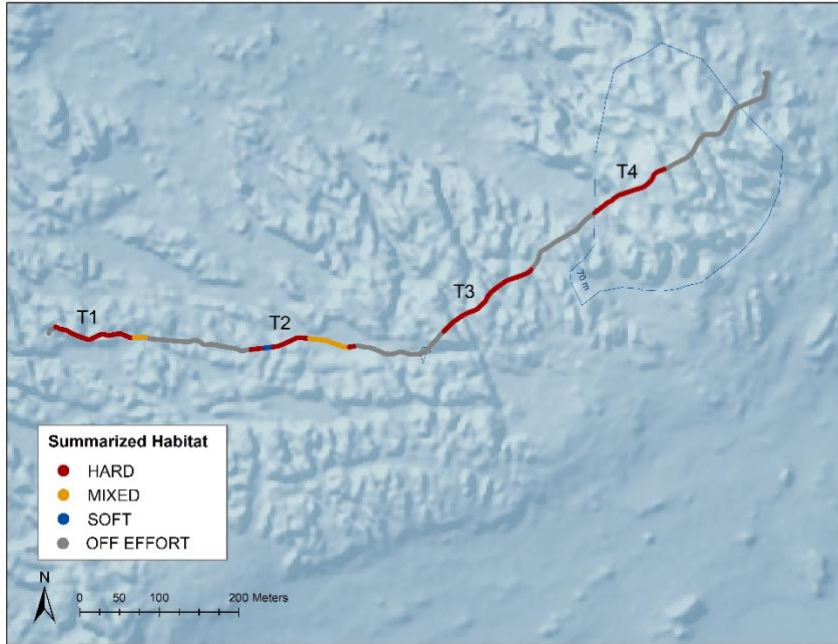 T4
70 m
T3
T1
T2
Summarized Habitat
HARD
MIXED
SOFT
OFF EFFORT
N
0 50 100 200 Meters